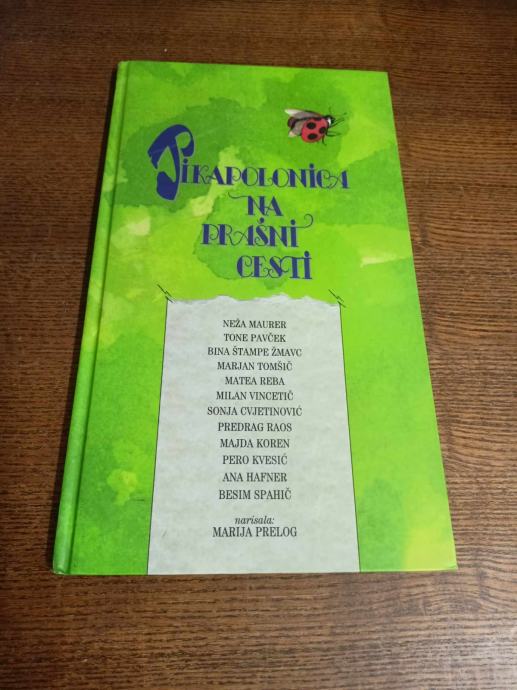 PIKAPOLONICA
NA
PRAŠNI
CESTI
NEŽA MAURER
TONE PAVČEK
BINA ŠTAMPE ŽMAVC
MARJAN TOMŠIČ
MATEA REBA
MILAN VINCETIČ
SONJA CVJETINOVIĆ
PREDRAG RAOS
MAJDA KOREN
PERO KVESIĆ
ANA HAFNER
BESIM SPAHIČ
narisala:
MARIJA PRELOG